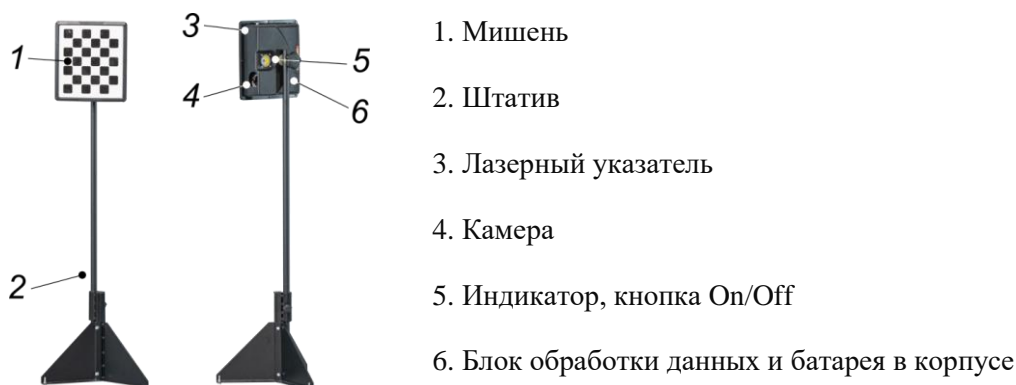 1
2
3
4
5
6
1. Мишень
2. Штатив
3. Лазерный указатель
4. Камера
5. Индикатор, кнопка On/Off
6. Блок обработки данных и батарея в корпусе